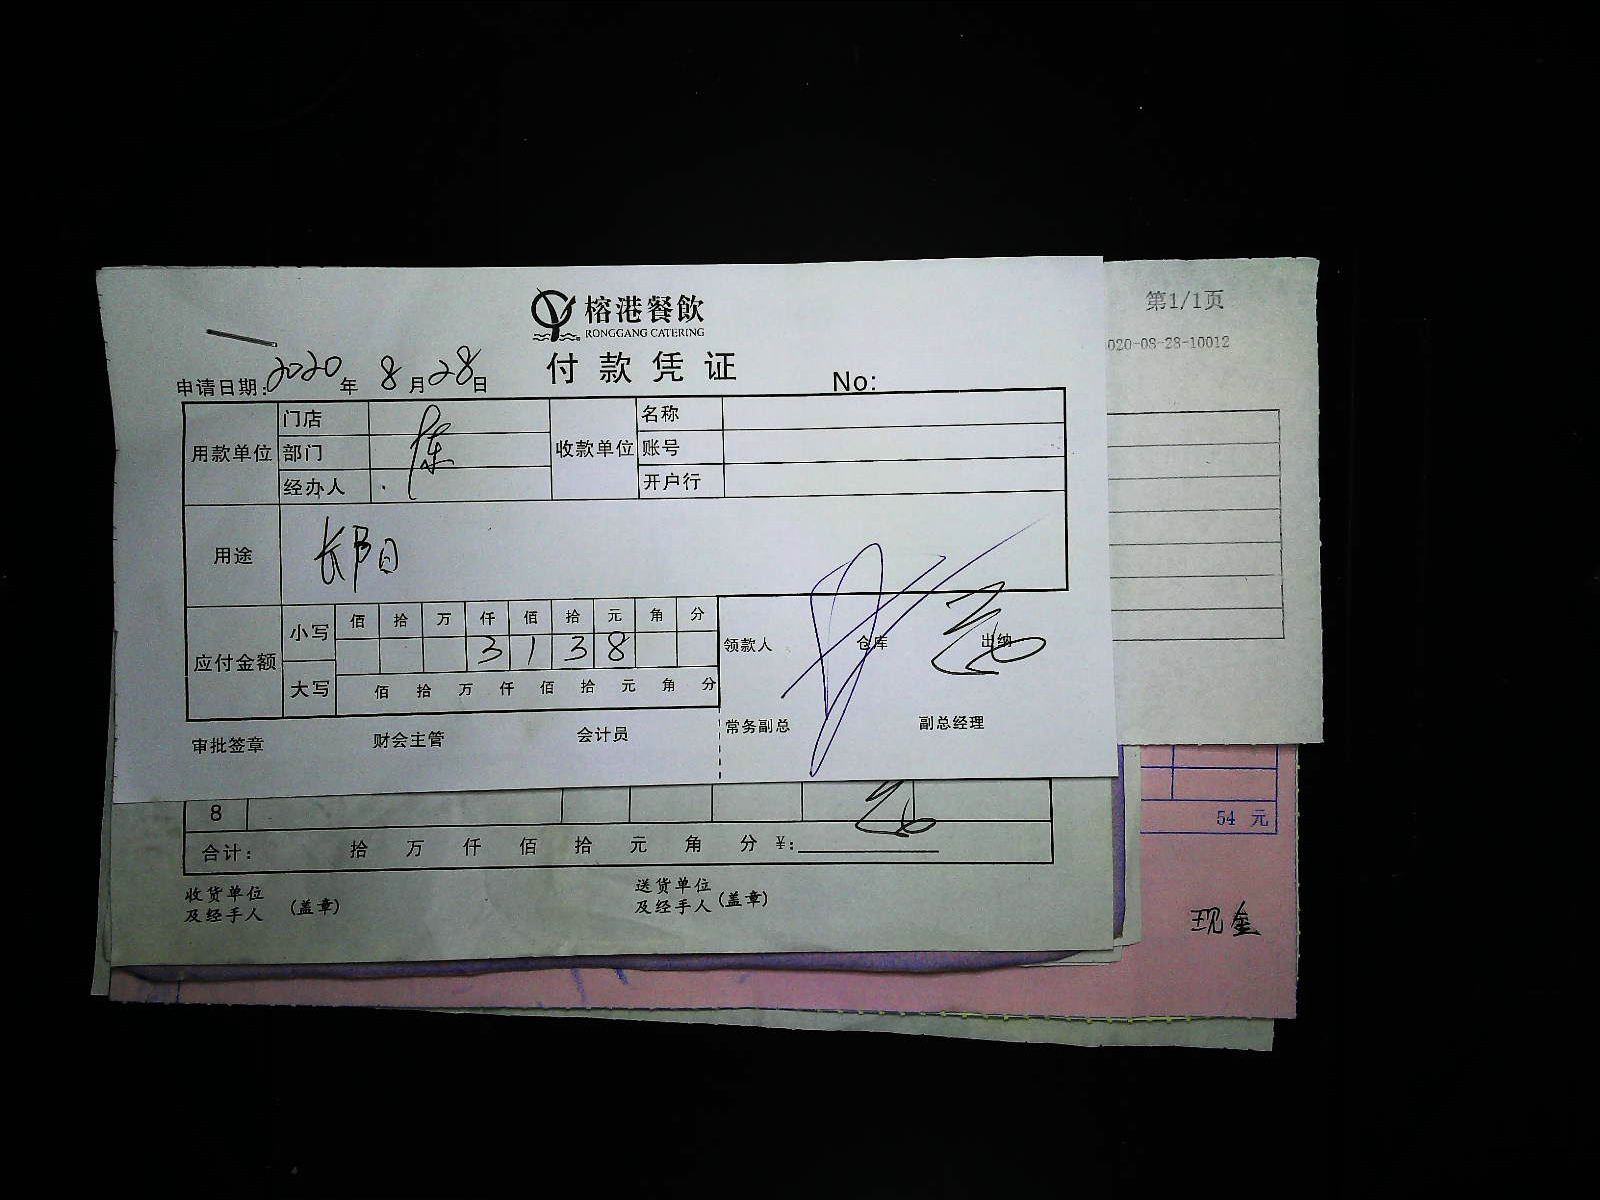 榕港餐飲
RONGGANG CATERING
付款凭证
申请日期: 2020 年 8 月 28 日
No:
用款单位 门店 部门 经办人 陈
收款单位 名称 账号 开户行
用途
应付金额
小写 佰 拾 万 仟 佰 拾 元 角 分
3 1 3 8
大写 佰 拾 万 仟 佰 拾 元 角 分
领款人 仓库 出纳
审批签章 财会主管 会计员 常务副总 副总经理
8
合计: 拾 万 仟 佰 拾 元 角 分 ¥:
收货单位及经手人 (盖章)
送货单位及经手人 (盖章)
第1/1页
020-08-28-10012
54 元
现金